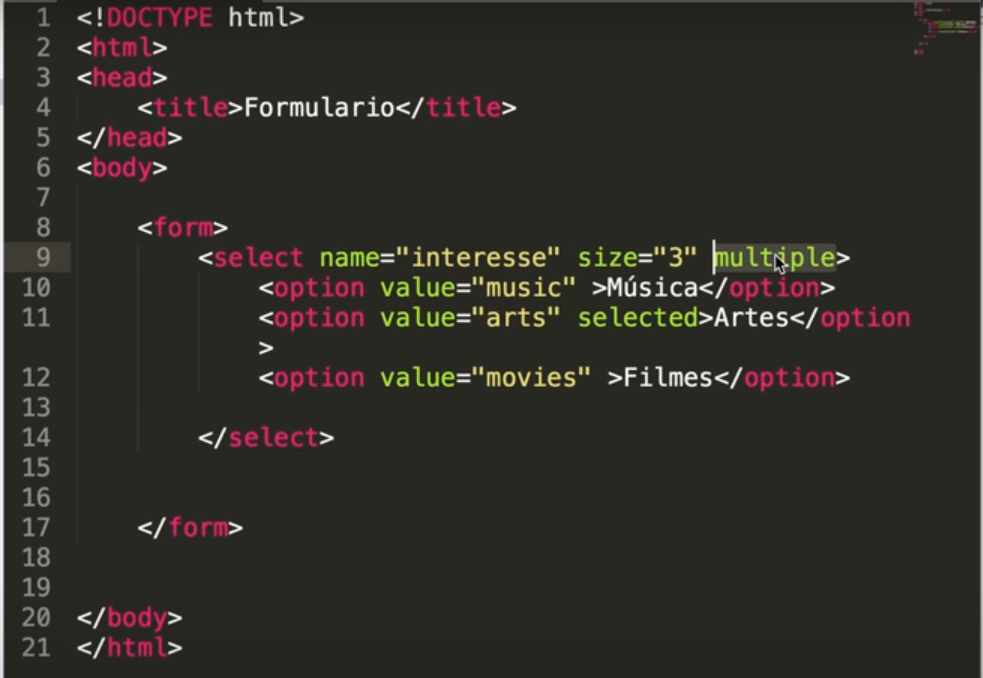 1 <!DOCTYPE html>
2 <html>
3 <head>
4 <title>Formulario</title>
5 </head>
6 <body>
7
8 <form>
9 <select name="interesse" size="3" multiple>
10 <option value="music" >Música</option>
11 <option value="arts" selected>Artes</option
>
12 <option value="movies" >Filmes</option>
13
14 </select>
15
16
17 </form>
18
19
20 </body>
21 </html>